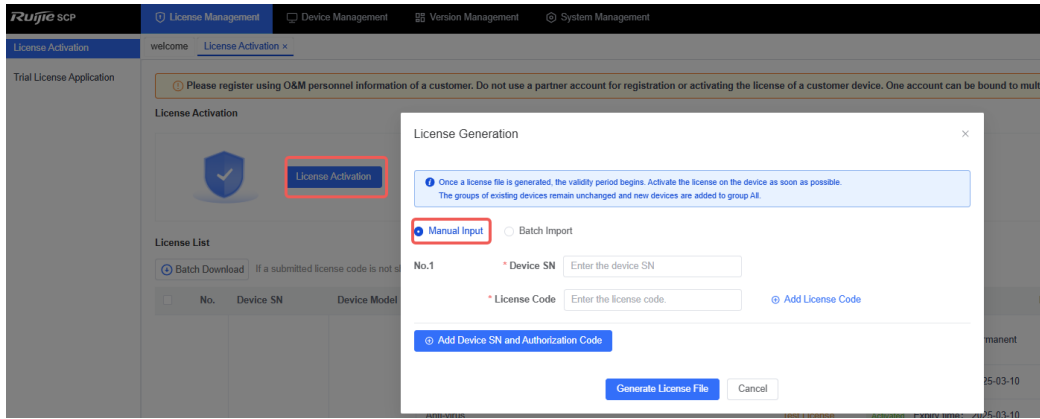 Ruijie SCP
License Management
Device Management
Version Management
System Management
License Activation
welcome
License Activation ×
Trial License Application
Please register using O&M personnel information of a customer. Do not use a partner account for registration or activating the license of a customer device. One account can be bound to mult
License Activation
License Activation
License Generation
Once a license file is generated, the validity period begins. Activate the license on the device as soon as possible.
The groups of existing devices remain unchanged and new devices are added to group All.
Manual Input
Batch Import
No.1
* Device SN
Enter the device SN
* License Code
Enter the license code.
Add License Code
Add Device SN and Authorization Code
Generate License File
Cancel
License List
Batch Download
If a submitted license code is not s
No.
Device SN
Device Model
manent
25-03-10
Anti-virus
Test License
Activated
Expiry time: 2025-03-10